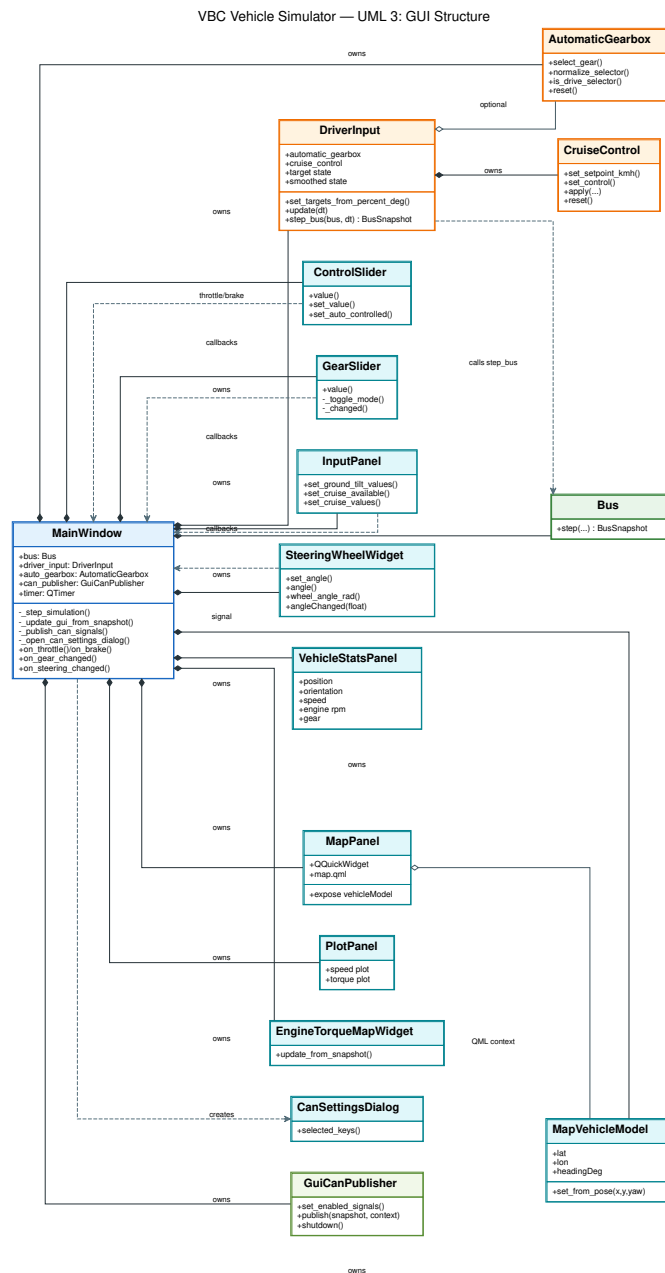 VBC Vehicle Simulator — UML 3: GUI Structure
AutomaticGearbox
+select_gear()
+normalize_selector()
+is_drive_selector()
+reset()
owns
optional
DriverInput
+automatic_gearbox
+cruise_control
+target state
+smoothed state
+set_targets_from_percent_deg()
+update(dt)
+step_bus(bus, dt) : BusSnapshot
CruiseControl
+set_setpoint_kmh()
+set_control()
+apply(...)
+reset()
owns
owns
ControlSlider
+value()
+set_value()
+set_auto_controlled()
throttle/brake
callbacks
calls step_bus
GearSlider
+value()
-_toggle_mode()
-_changed()
owns
callbacks
InputPanel
+set_ground_tilt_values()
+set_cruise_available()
+set_cruise_values()
owns
Bus
+step(...) : BusSnapshot
callbacks
MainWindow
+bus: Bus
+driver_input: DriverInput
+auto_gearbox: AutomaticGearbox
+can_publisher: GuiCanPublisher
+timer: QTimer
-_step_simulation()
-_update_gui_from_snapshot()
-_publish_can_signals()
-_open_can_settings_dialog()
+on_throttle()/on_brake()
+on_gear_changed()
+on_steering_changed()
SteeringWheelWidget
+set_angle()
+angle()
+wheel_angle_rad()
+angleChanged(float)
owns
signal
VehicleStatsPanel
+position
+orientation
+speed
+engine rpm
+gear
owns
owns
owns
MapPanel
+QQuickWidget
+map.qml
+expose vehicleModel
PlotPanel
+speed plot
+torque plot
owns
EngineTorqueMapWidget
+update_from_snapshot()
owns
QML context
CanSettingsDialog
+selected_keys()
creates
MapVehicleModel
+lat
+lon
+headingDeg
+set_from_pose(x,y,yaw)
GuiCanPublisher
+set_enabled_signals()
+publish(snapshot, context)
+shutdown()
owns
owns